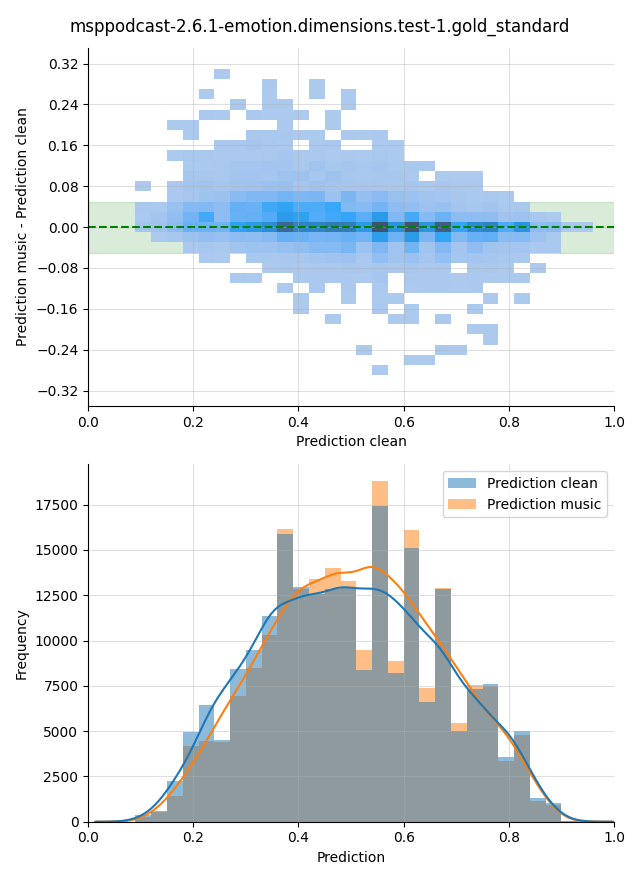 msppodcast-2.6.1-emotion.dimensions.test-1.gold_standard
0.32
0.24
0.16
0.08
0.00
−0.08
−0.16
−0.24
−0.32
Prediction music - Prediction clean
0.0 0.2 0.4 0.6 0.8 1.0
Prediction clean
Prediction clean
Prediction music
17500
15000
12500
10000
7500
5000
2500
0
Frequency
0.0 0.2 0.4 0.6 0.8 1.0
Prediction